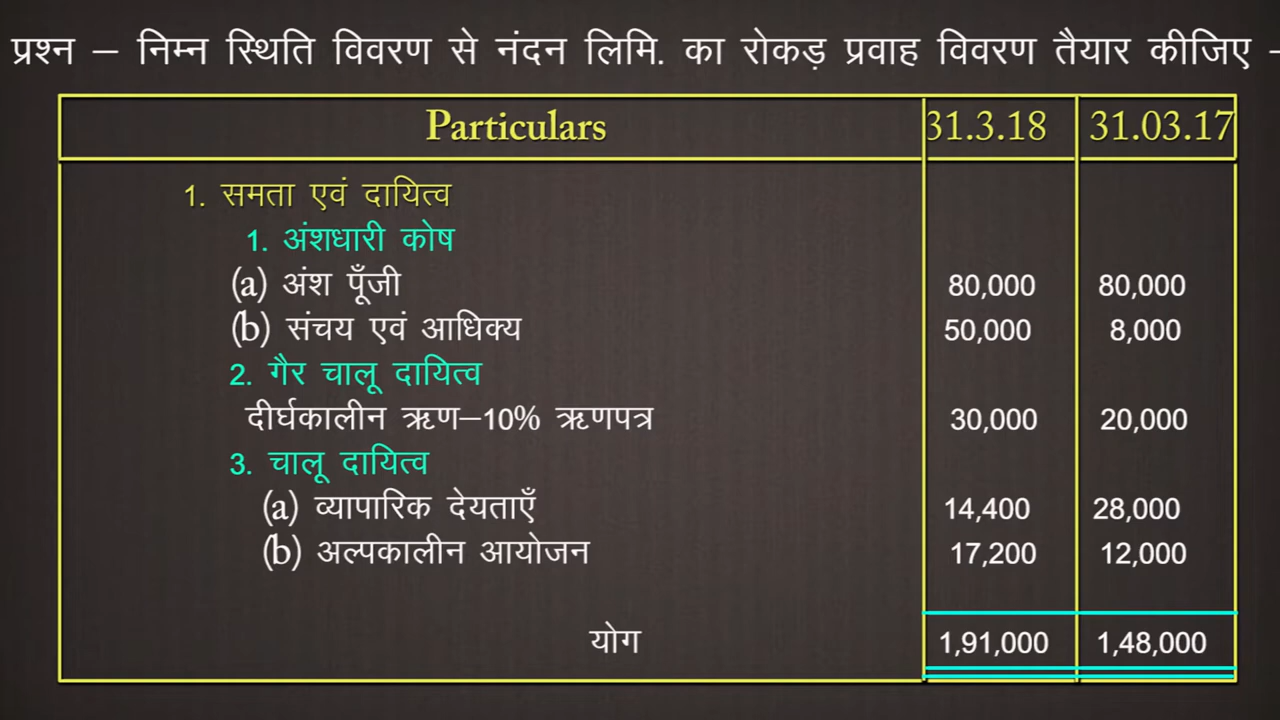 प्रश्न – निम्न स्थिति विवरण से नंदन लिमि. का रोकड़ प्रवाह विवरण तैयार कीजिए -
Particulars 31.3.18 31.03.17
1. समता एवं दायित्व
1. अंशधारी कोष
(a) अंश पूँजी 80,000 80,000
(b) संचय एवं आधिक्य 50,000 8,000
2. गैर चालू दायित्व
दीर्घकालीन ऋण–10% ऋणपत्र 30,000 20,000
3. चालू दायित्व
(a) व्यापारिक देयताएँ 14,400 28,000
(b) अल्पकालीन आयोजन 17,200 12,000
योग 1,91,000 1,48,000